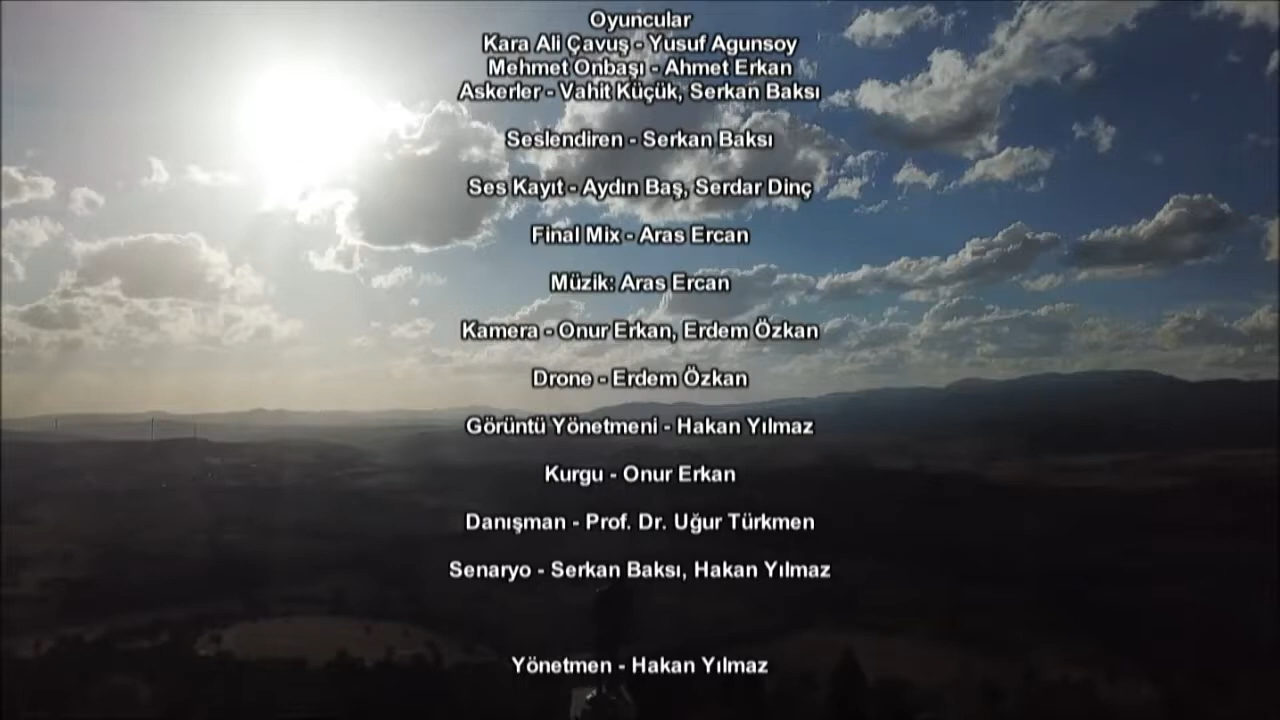 Oyuncular
Kara Ali Çavuş - Yusuf Agunsoy
Mehmet Onbaşı - Ahmet Erkan
Askerler - Vahit Küçük, Serkan Baksı
Seslendiren - Serkan Baksı
Ses Kayıt - Aydın Baş, Serdar Dinç
Final Mix - Aras Ercan
Müzik: Aras Ercan
Kamera - Onur Erkan, Erdem Özkan
Drone - Erdem Özkan
Görüntü Yönetmeni - Hakan Yılmaz
Kurgu - Onur Erkan
Danışman - Prof. Dr. Uğur Türkmen
Senaryo - Serkan Baksı, Hakan Yılmaz
Yönetmen - Hakan Yılmaz